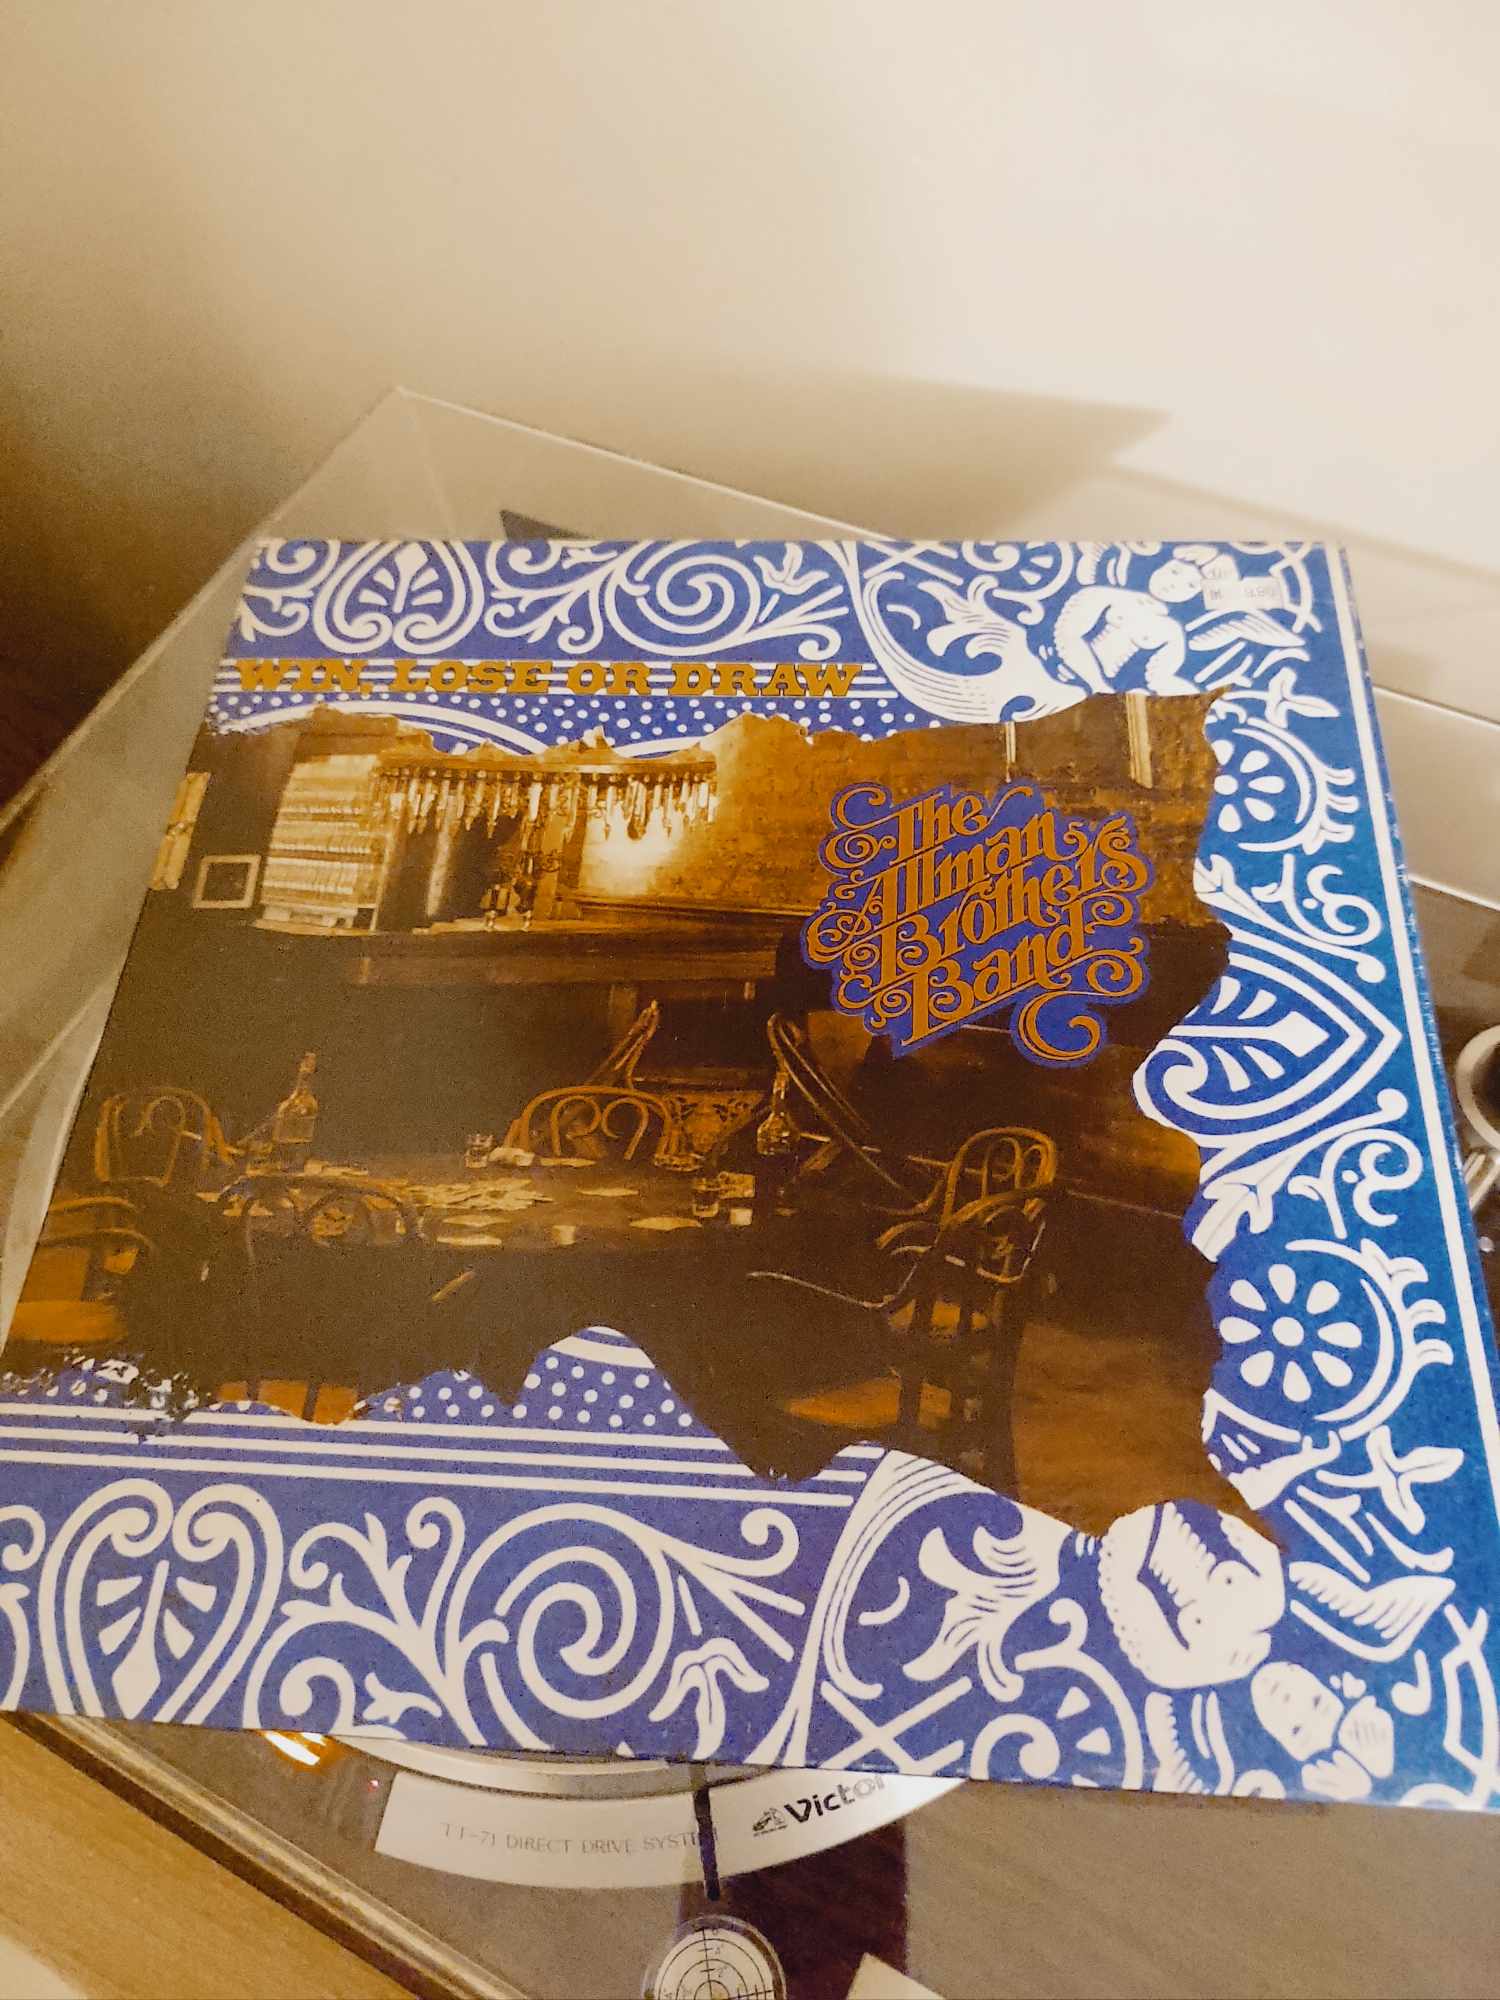 WIN, LOSE OR DRAW
The
Allman
Brothers
Band
TT-71 DIRECT DRIVE SYSTEM
Victor